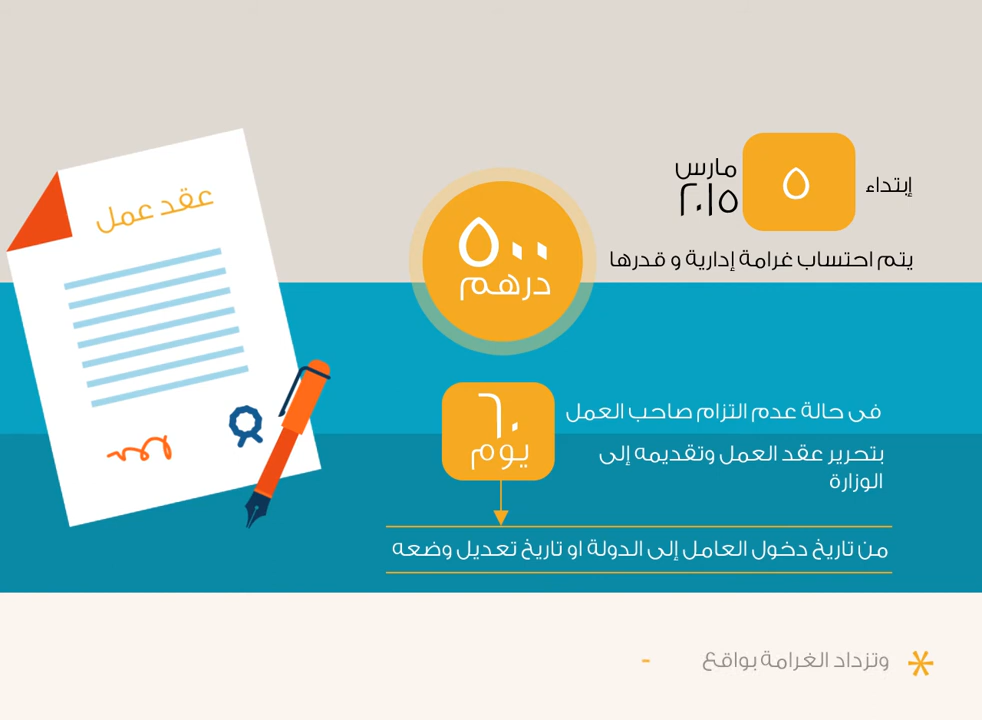 عقد عمل
إبتداء ٥ مارس ٢٠١٥
يتم احتساب غرامة إدارية و قدرها
٥٠٠
درهم
فى حالة عدم التزام صاحب العمل
بتحرير عقد العمل وتقديمه إلى
الوزارة
٦٠
يوم
من تاريخ دخول العامل إلى الدولة او تاريخ تعديل وضعه
* وتزداد الغرامة بواقع -